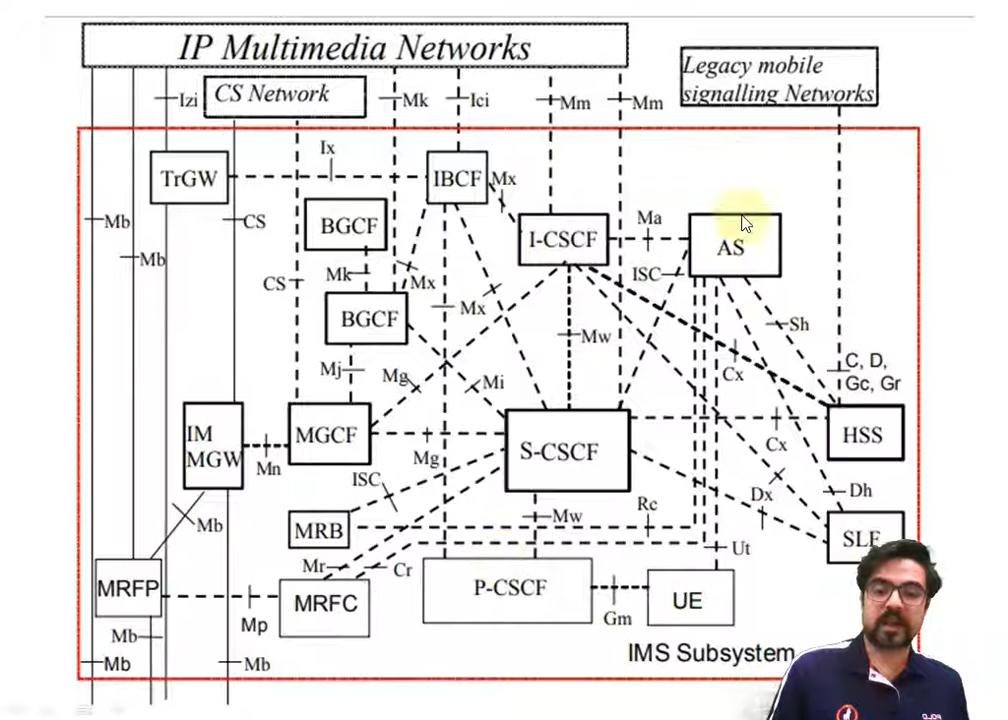 IP Multimedia Networks
Legacy mobile
signalling Networks
Izi
CS Network
Mk
Ici
Mm
Mm
Ix
TrGW
IBCF
Mx
Mb
CS
BGCF
I-CSCF
Ma
AS
Mb
Mk
Mx
ISC
CS
BGCF
Mx
Mw
Sh
Mj
Mg
Mi
Cx
C, D,
Gc, Gr
IM
MGW
Mn
MGCF
Mg
S-CSCF
Cx
HSS
ISC
Mb
MRB
Mw
Rc
Dx
Dh
SLF
Ut
Mr
Cr
MRFP
Mp
MRFC
P-CSCF
Gm
UE
Mb
Mb
Mb
IMS Subsystem